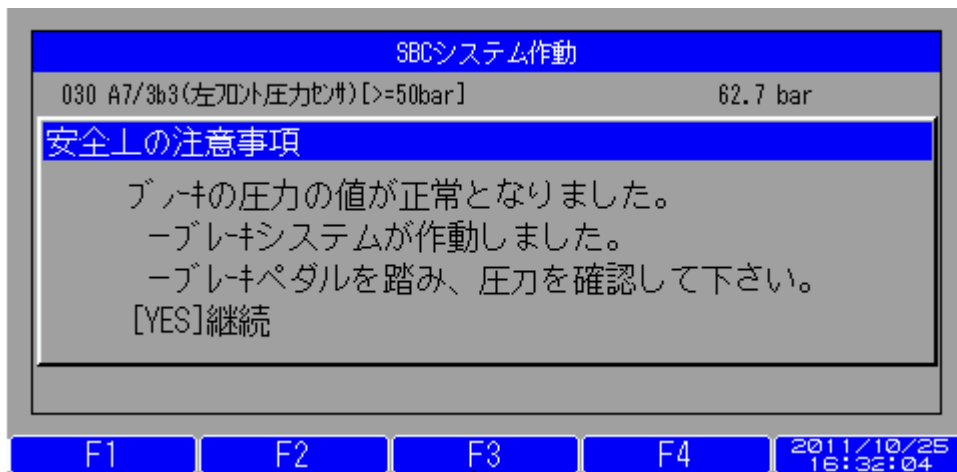 SBCシステム作動
030 A7/3b3(左フロント圧力センサ)[>=50bar] 62.7 bar
安全上の注意事項
ブレーキの圧力の値が正常となりました。
ーブレーキシステムが作動しました。
ーブレーキペダルを踏み、圧力を確認して下さい。
[YES]継続
F1 F2 F3 F4 2011/10/25
16:32:04